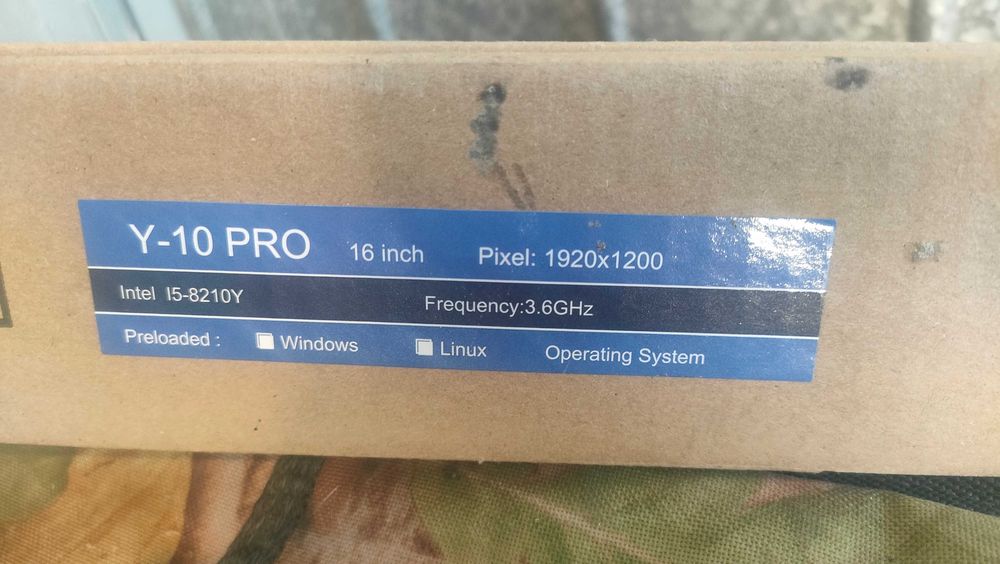 Y-10 PRO 16 inch Pixel: 1920x1200
Intel I5-8210Y Frequency:3.6GHz
Preloaded : Windows Linux Operating System